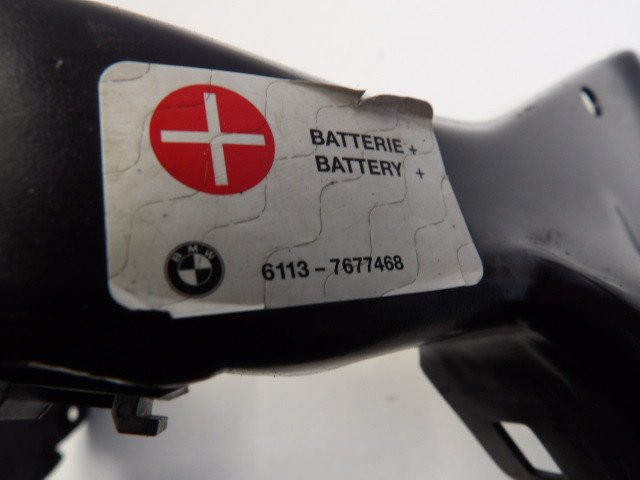 BATTERIE +
BATTERY +
BMW
6113-7677468